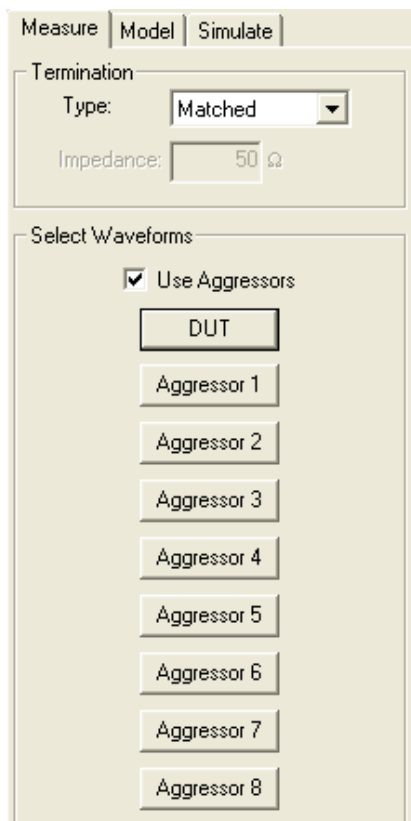 Measure Model Simulate
Termination
Type: Matched
Impedance: 50 Ω
Select Waveforms
Use Aggressors
DUT
Aggressor 1
Aggressor 2
Aggressor 3
Aggressor 4
Aggressor 5
Aggressor 6
Aggressor 7
Aggressor 8